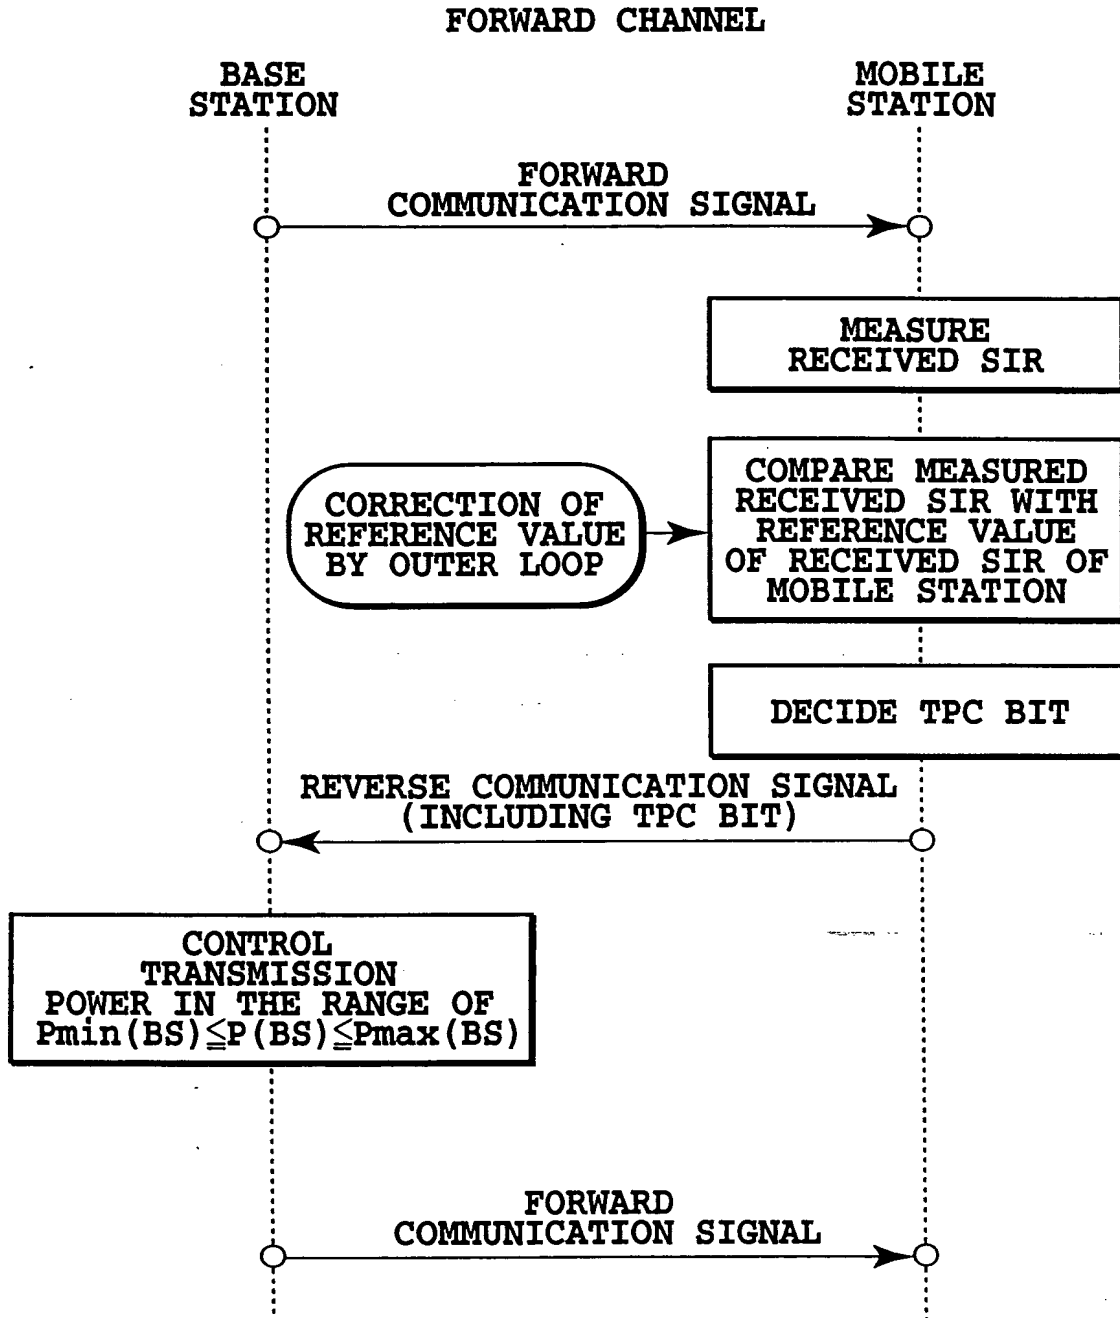 FORWARD CHANNEL
BASE
STATION
MOBILE
STATION
FORWARD
COMMUNICATION SIGNAL
MEASURE
RECEIVED SIR
CORRECTION OF
REFERENCE VALUE
BY OUTER LOOP
COMPARE MEASURED
RECEIVED SIR WITH
REFERENCE VALUE
OF RECEIVED SIR OF
MOBILE STATION
DECIDE TPC BIT
REVERSE COMMUNICATION SIGNAL
(INCLUDING TPC BIT)
CONTROL
TRANSMISSION
POWER IN THE RANGE OF
Pmin(BS)≦P(BS)≦Pmax(BS)
FORWARD
COMMUNICATION SIGNAL